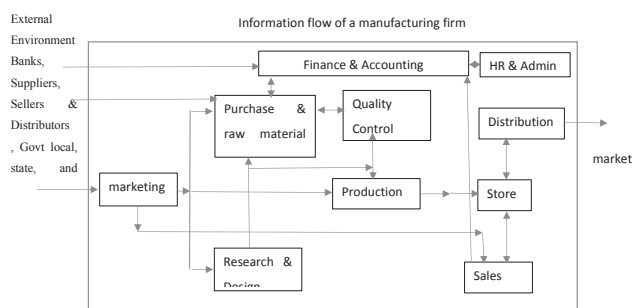 Information flow of a manufacturing firm
External
Environment
Banks,
Suppliers,
Sellers &
Distributors
, Govt local,
state, and
Finance & Accounting
HR & Admin
Purchase &
raw material
Quality
Control
Distribution
market
marketing
Production
Store
Research &
Design
Sales